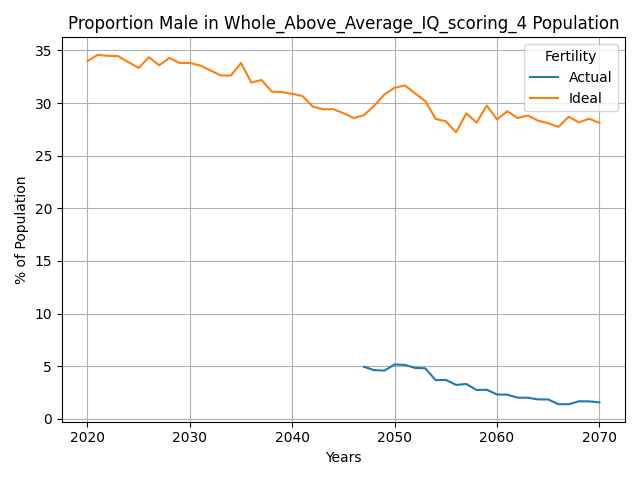 Proportion Male in Whole_Above_Average_IQ_scoring_4 Population
Fertility
Actual
Ideal
% of Population
35
30
25
20
15
10
5
0
2020 2030 2040 2050 2060 2070
Years